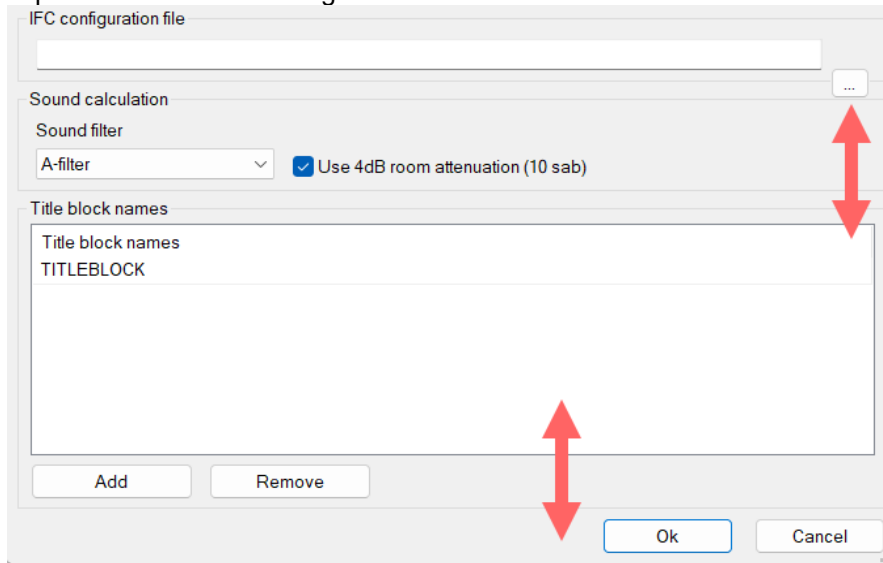 IFC configuration file
...
Sound calculation
Sound filter
A-filter
Use 4dB room attenuation (10 sab)
Title block names
Title block names
TITLEBLOCK
Add Remove
Ok Cancel